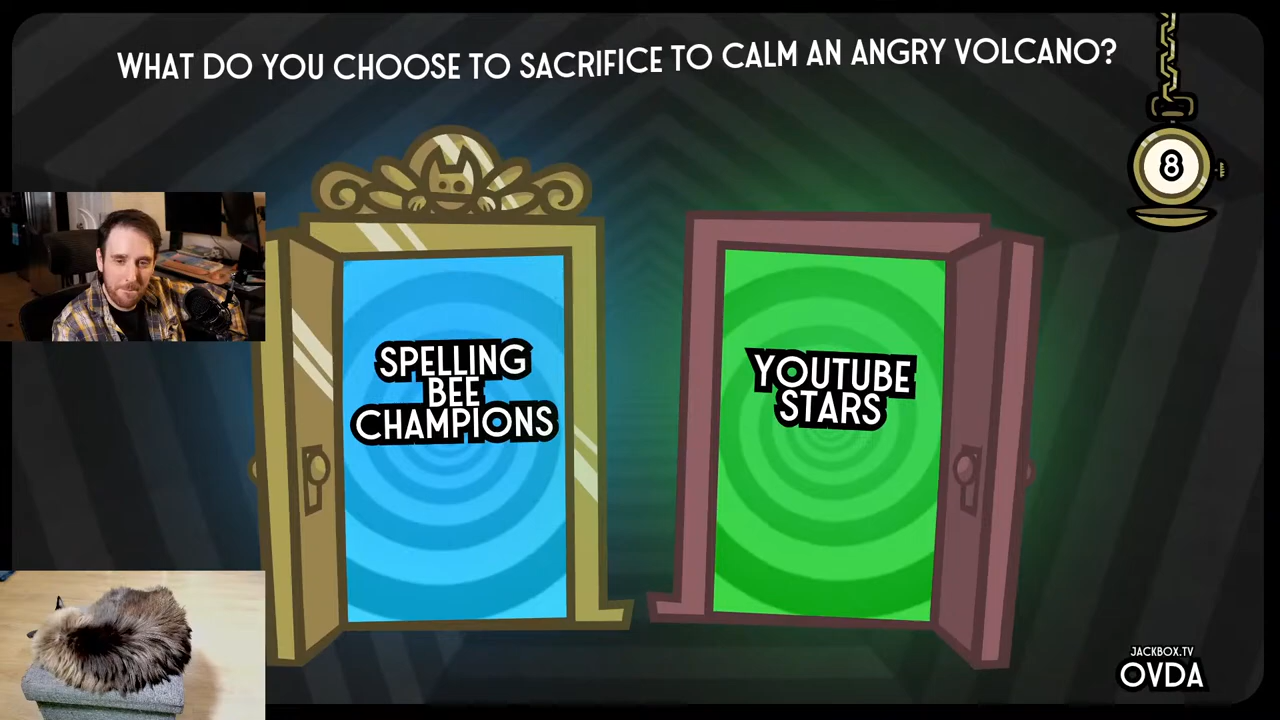 WHAT DO YOU CHOOSE TO SACRIFICE TO CALM AN ANGRY VOLCANO?
8
SPELLING
BEE
CHAMPIONS
YOUTUBE
STARS
JACKBOX.TV
OVDA